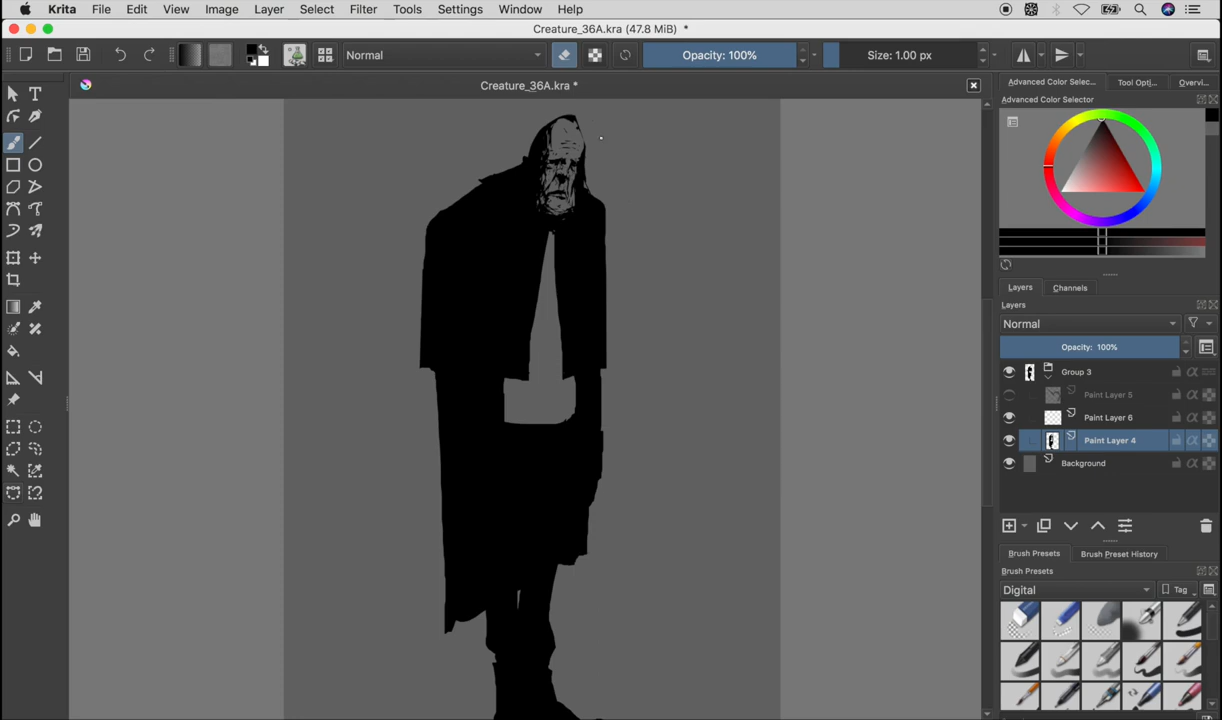 Krita File Edit View Image Layer Select Filter Tools Settings Window Help
Creature_36A.kra (47.8 MiB) *
Normal Opacity: 100% Size: 1.00 px
Creature_36A.kra *
Advanced Color Selec... Tool Opti... Overvi...
Advanced Color Selector
Layers Channels
Layers
Normal
Opacity: 100%
Group 3
Paint Layer 5
Paint Layer 6
Paint Layer 4
Background
Brush Presets Brush Preset History
Brush Presets
Digital Tag